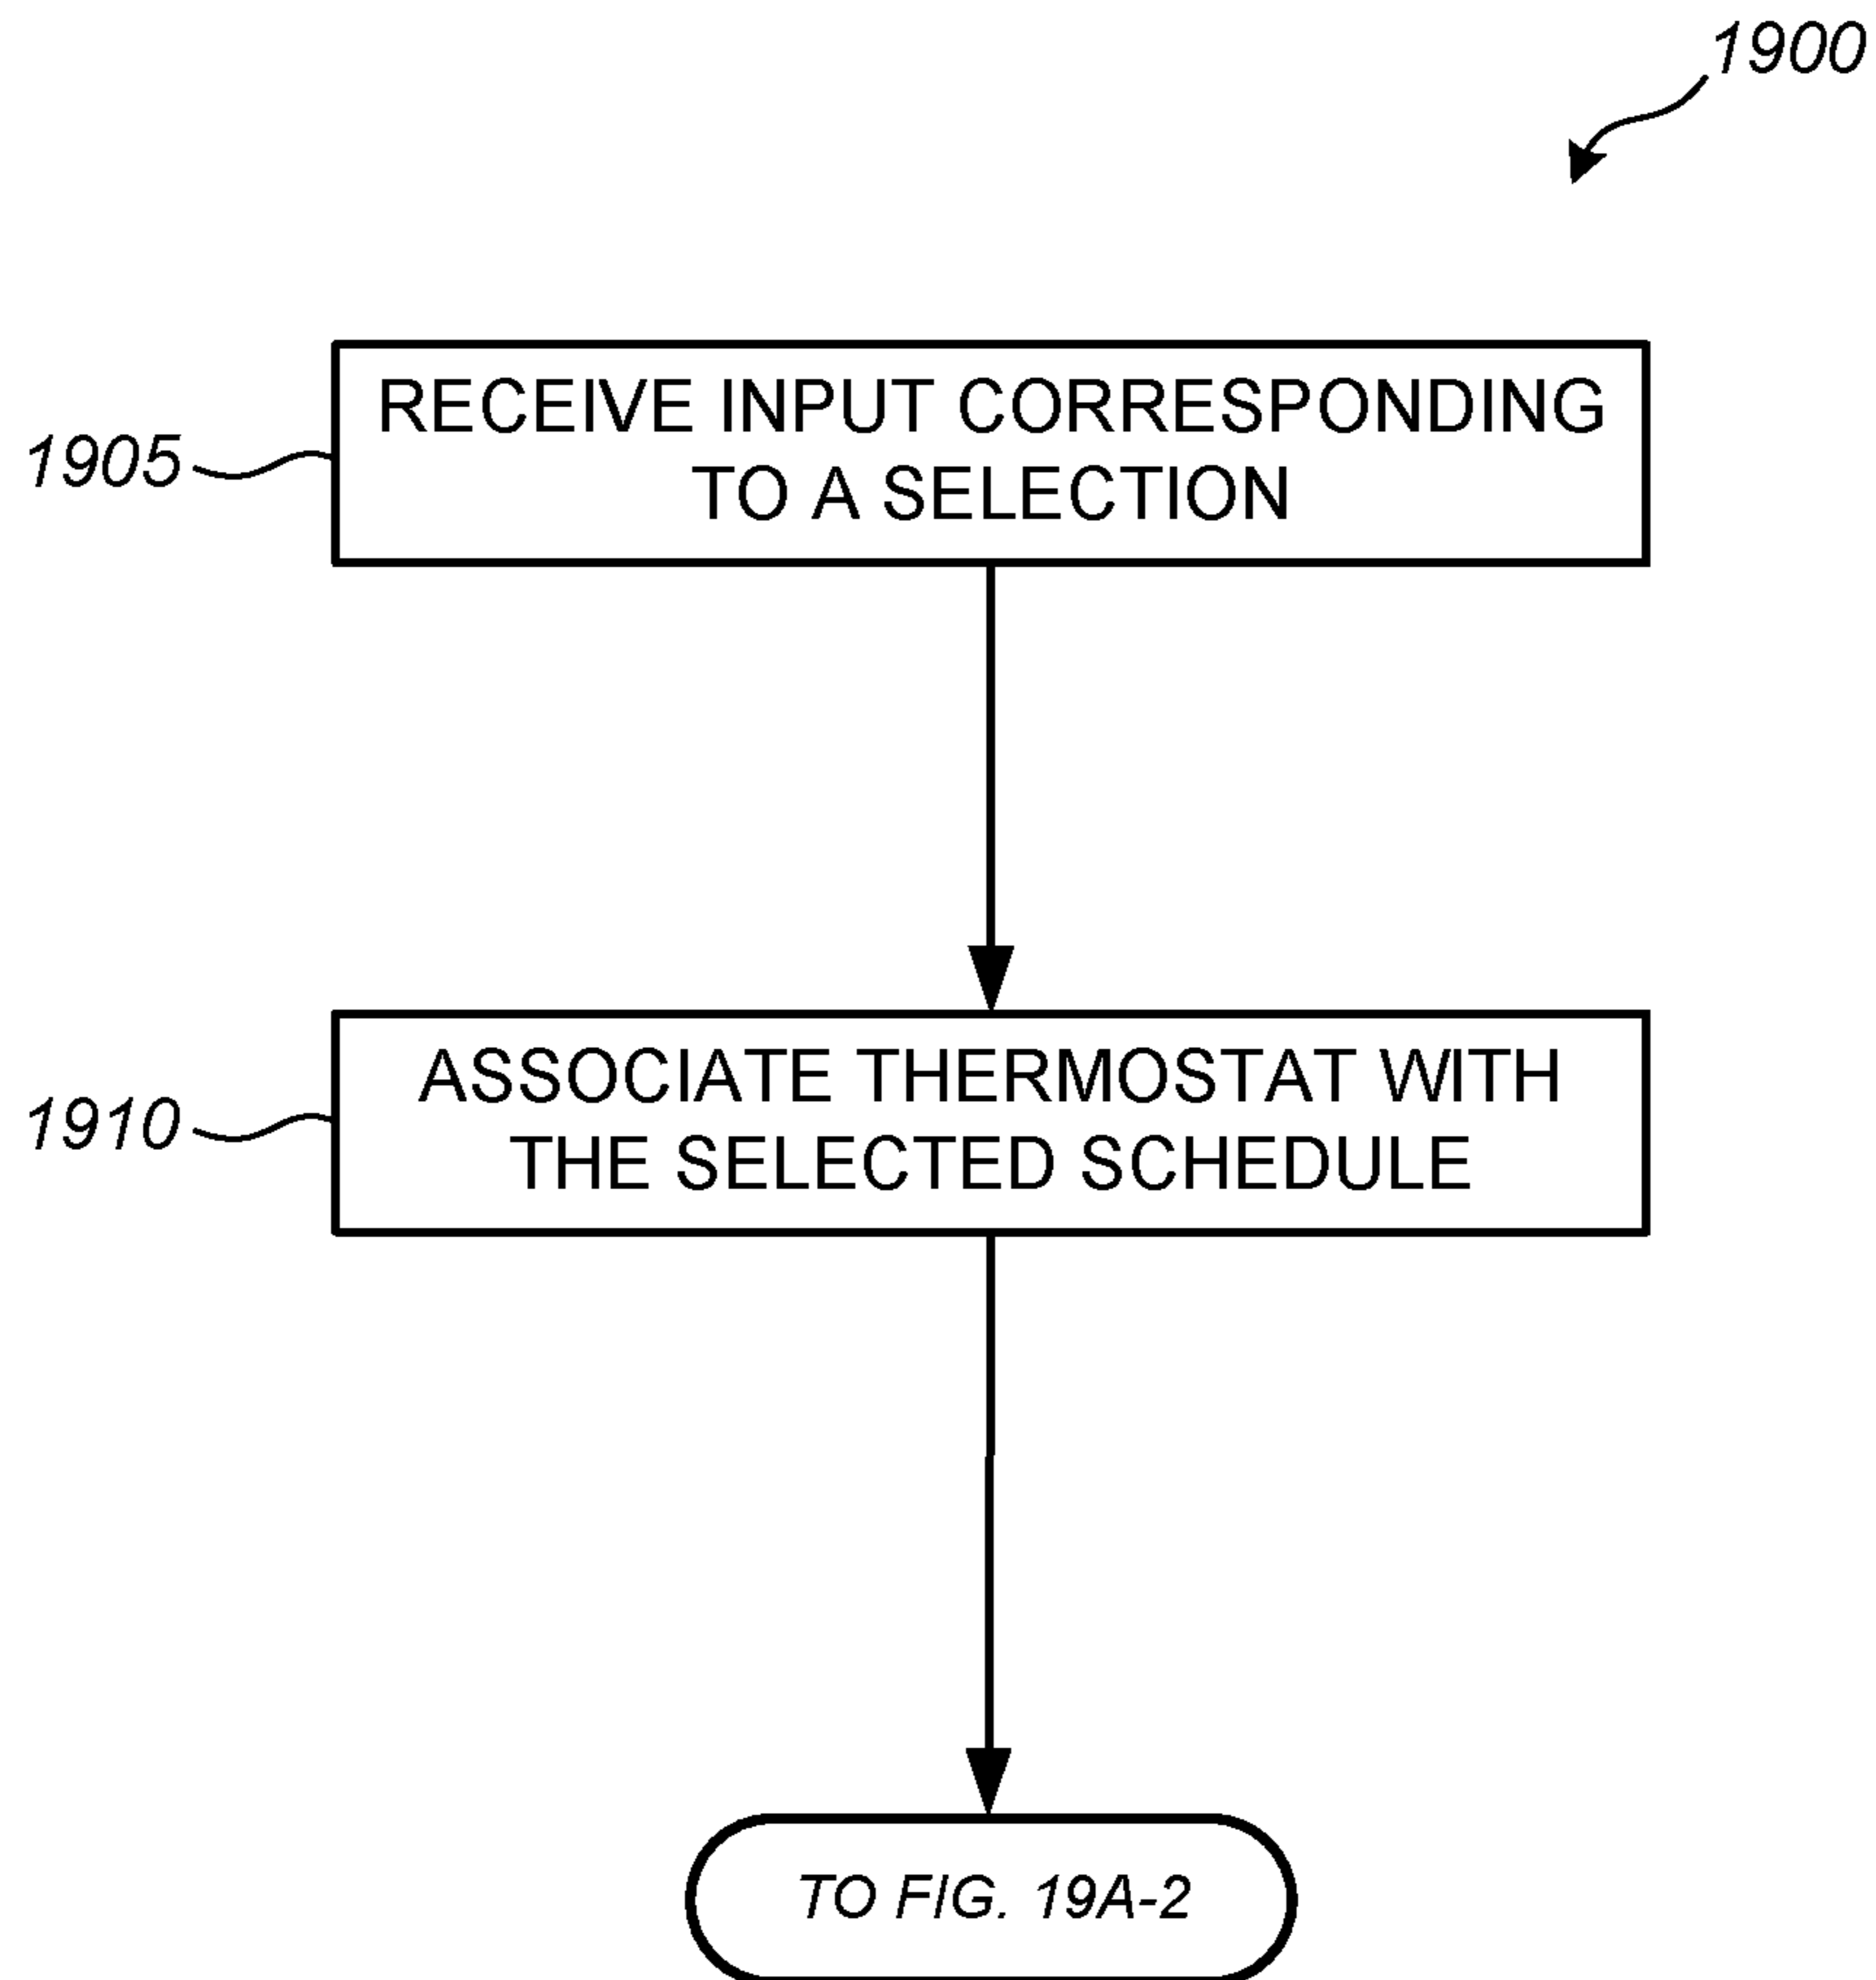 1900
RECEIVE INPUT CORRESPONDING
TO A SELECTION
1905
ASSOCIATE THERMOSTAT WITH
THE SELECTED SCHEDULE
1910
TO FIG. 19A-2